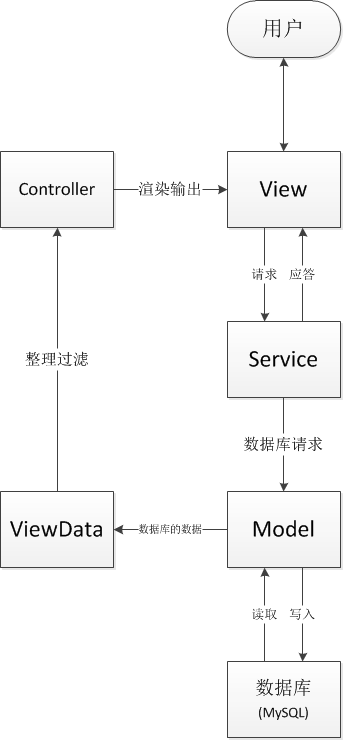 用户
Controller
渲染输出
View
请求
应答
整理过滤
Service
数据库请求
ViewData
数据库的数据
Model
读取
写入
数据库
(MySQL)